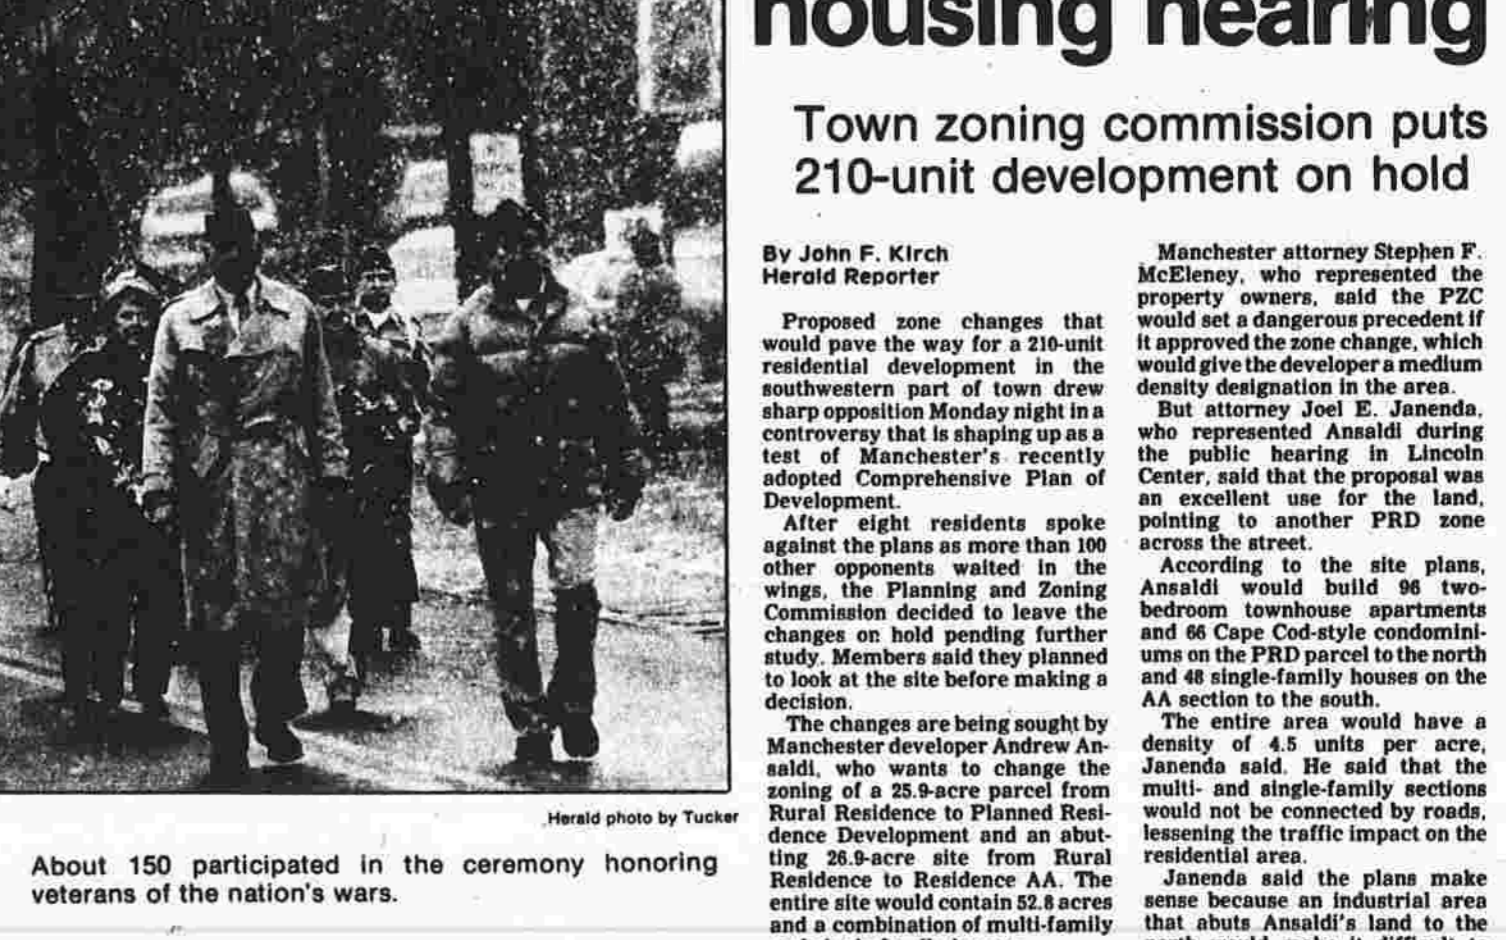 housing hearing
Town zoning commission puts
210-unit development on hold
By John F. Kirch
Herald Reporter
Proposed zone changes that
would pave the way for a 210-unit
residential development in the
southwestern part of town drew
sharp opposition Monday night in a
controversy that is shaping up as a
test of Manchester's recently
adopted Comprehensive Plan of
Development.
After eight residents spoke
against the plans as more than 100
other opponents waited in the
wings, the Planning and Zoning
Commission decided to leave the
changes on hold pending further
study. Members said they planned
to look at the site before making a
decision.
The changes are being sought by
Manchester developer Andrew An-
saldi, who wants to change the
zoning of a 25.9-acre parcel from
Rural Residence to Planned Resi-
dence Development and an abut-
ting 26.9-acre site from Rural
Residence to Residence AA. The
entire site would contain 52.8 acres
and a combination of multi-family
Manchester attorney Stephen F.
McEleney, who represented the
property owners, said the PZC
would set a dangerous precedent if
it approved the zone change, which
would give the developer a medium
density designation in the area.
But attorney Joel E. Janenda,
who represented Ansaldi during
the public hearing in Lincoln
Center, said that the proposal was
an excellent use for the land,
pointing to another PRD zone
across the street.
According to the site plans,
Ansaldi would build 96 two-
bedroom townhouse apartments
and 66 Cape Cod-style condomini-
ums on the PRD parcel to the north
and 48 single-family houses on the
AA section to the south.
The entire area would have a
density of 4.5 units per acre,
Janenda said. He said that the
multi- and single-family sections
would not be connected by roads,
lessening the traffic impact on the
residential area.
Janenda said the plans make
sense because an industrial area
that abuts Ansaldi's land to the
Herald photo by Tucker
About 150 participated in the ceremony honoring
veterans of the nation's wars.